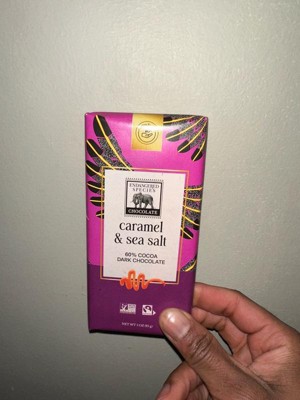 ENDANGERED
SPECIES
CHOCOLATE
caramel
& sea salt
60% COCOA
DARK CHOCOLATE